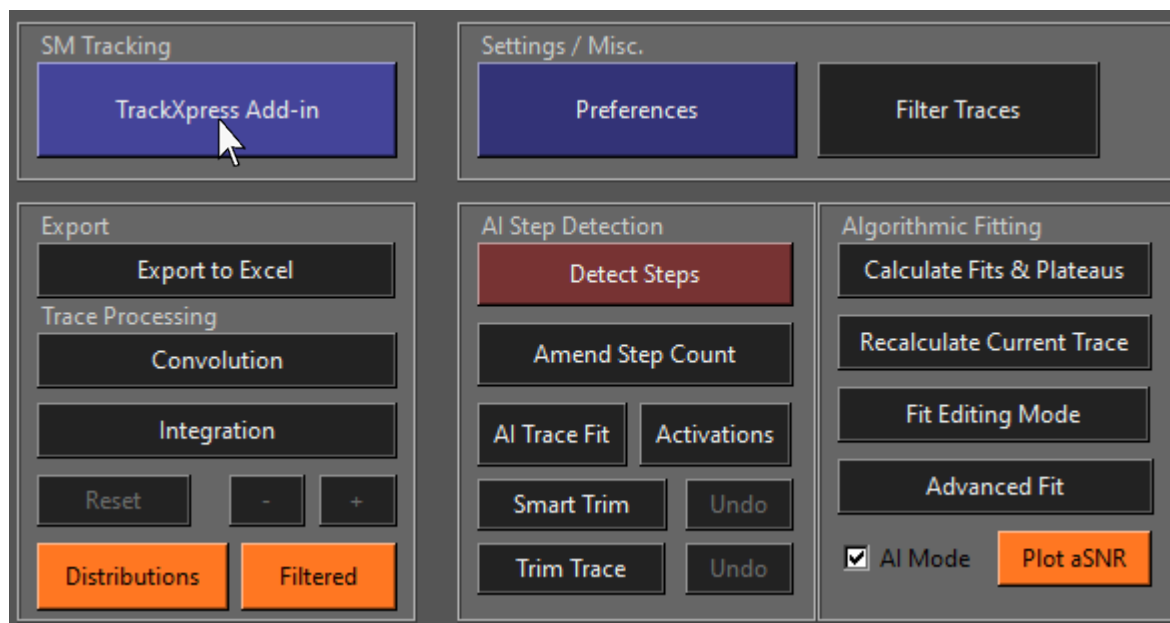 SM Tracking
TrackXpress Add-in
Settings / Misc.
Preferences
Filter Traces
Export
Export to Excel
Trace Processing
Convolution
Integration
Reset
-
+
Distributions
Filtered
AI Step Detection
Detect Steps
Amend Step Count
AI Trace Fit
Activations
Smart Trim
Undo
Trim Trace
Undo
Algorithmic Fitting
Calculate Fits & Plateaus
Recalculate Current Trace
Fit Editing Mode
Advanced Fit
AI Mode
Plot aSNR